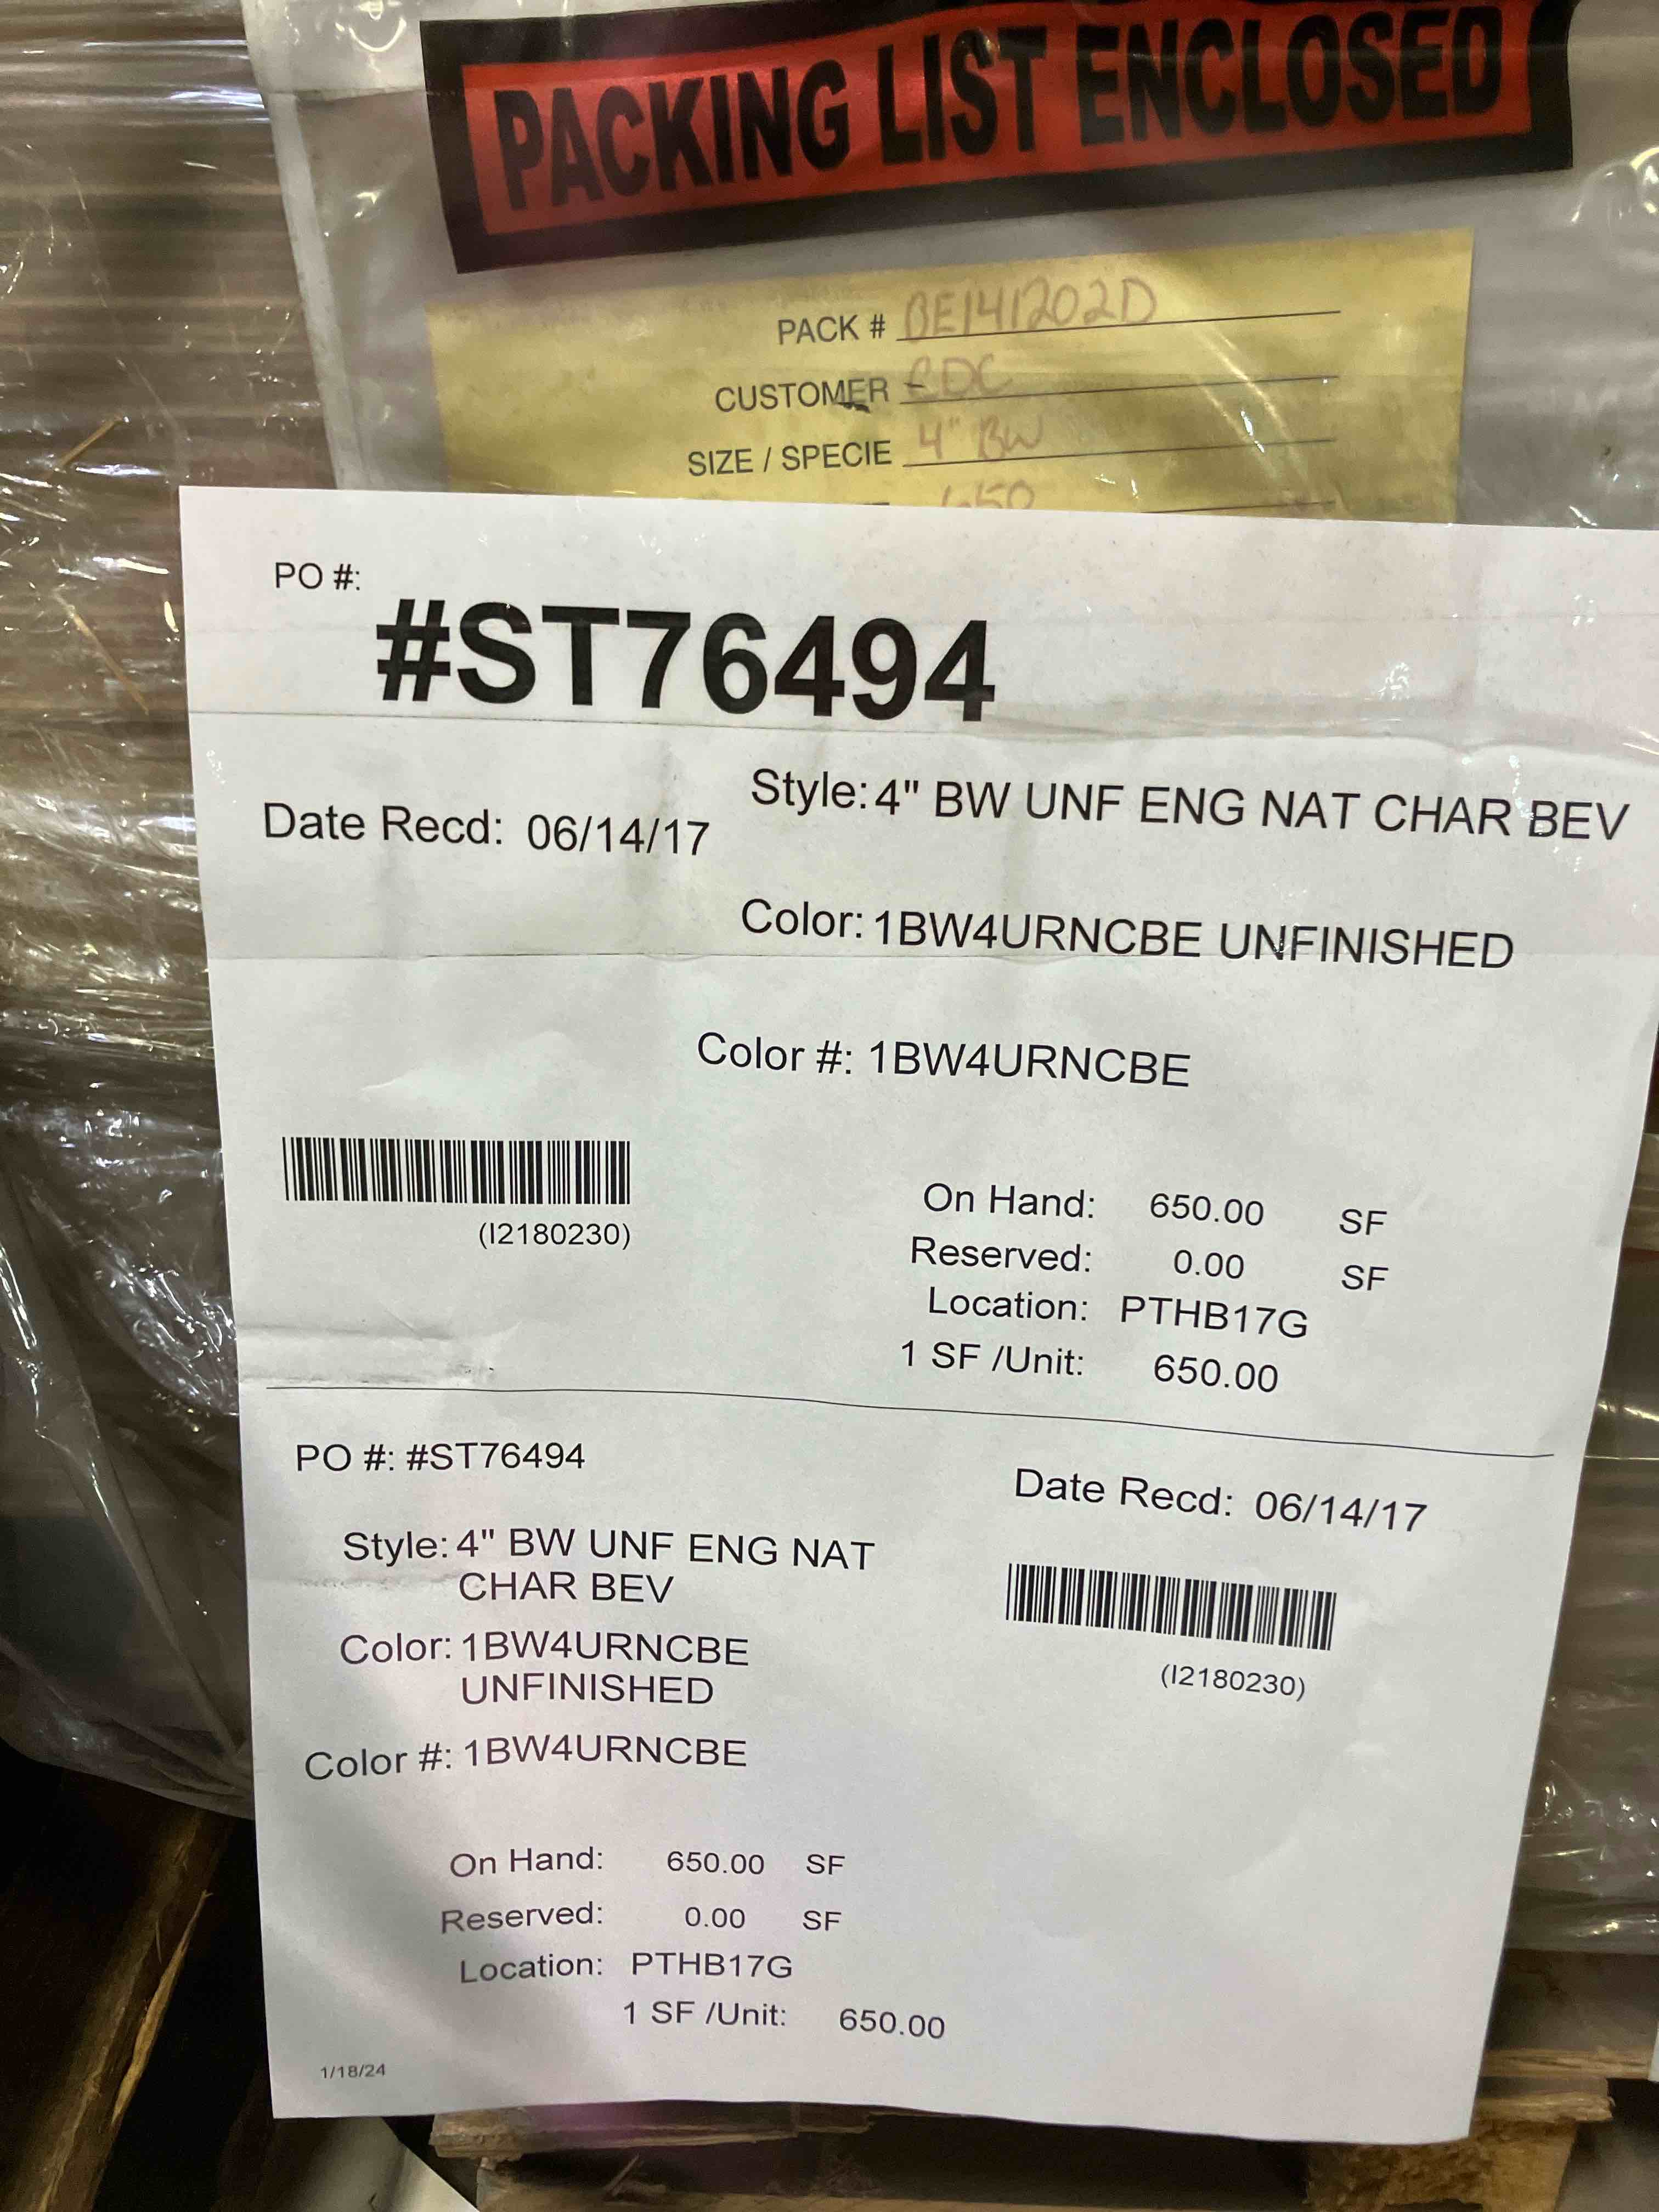 PACKING LIST ENCLOSED
PACK # BE141202D
CUSTOMER CDC
SIZE / SPECIE 4" BW
650
PO #:
#ST76494
Date Recd: 06/14/17
Style: 4" BW UNF ENG NAT CHAR BEV
Color: 1BW4URNCBE UNFINISHED
Color #: 1BW4URNCBE
(I2180230)
On Hand: 650.00 SF
Reserved: 0.00 SF
Location: PTHB17G
1 SF /Unit: 650.00
PO #: #ST76494
Date Recd: 06/14/17
Style: 4" BW UNF ENG NAT
CHAR BEV
Color: 1BW4URNCBE
UNFINISHED
Color #: 1BW4URNCBE
(I2180230)
On Hand: 650.00 SF
Reserved: 0.00 SF
Location: PTHB17G
1 SF /Unit: 650.00
1/18/24